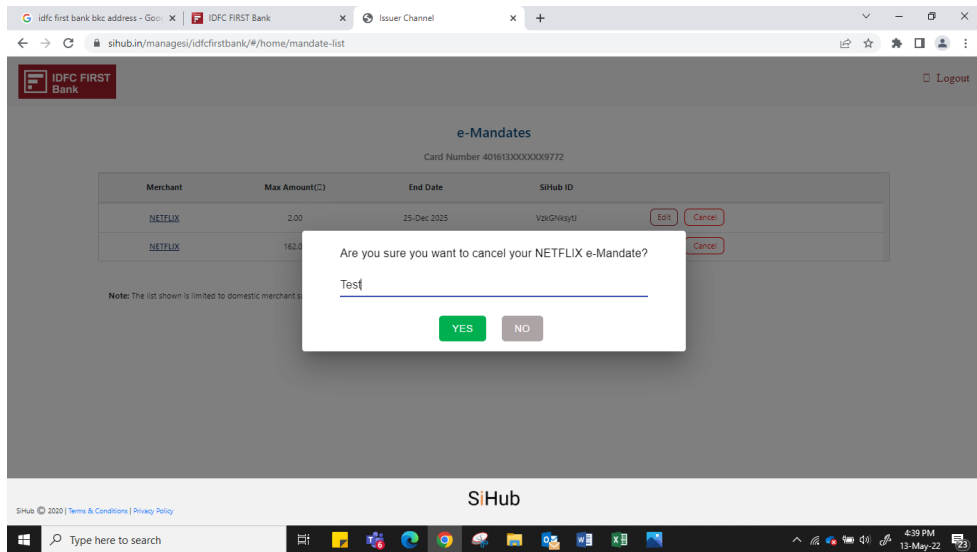 idfc first bank bkc address - Goo
IDFC FIRST Bank
Issuer Channel
sihub.in/managesi/idfcfirstbank/#/home/mandate-list
IDFC FIRST
Bank
Logout
e-Mandates
Card Number 401613XXXXXX9772
Merchant Max Amount(▯) End Date SiHub ID
NETFLIX 2.00 25-Dec 2025 VzkGNksytJ Edit Cancel
NETFLIX 162.0 Cancel
Are you sure you want to cancel your NETFLIX e-Mandate?
Test
YES NO
Note: The list shown is limited to domestic merchant s
SiHub
SiHub © 2020 | Terms & Conditions | Privacy Policy
Type here to search
4:39 PM
13-May-22
23